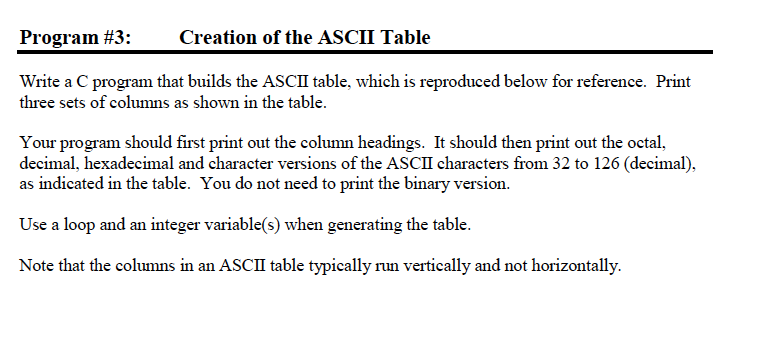 Program #3: Creation of the ASCII Table
Write a C program that builds the ASCII table, which is reproduced below for reference. Print
three sets of columns as shown in the table.
Your program should first print out the column headings. It should then print out the octal,
decimal, hexadecimal and character versions of the ASCII characters from 32 to 126 (decimal),
as indicated in the table. You do not need to print the binary version.
Use a loop and an integer variable(s) when generating the table.
Note that the columns in an ASCII table typically run vertically and not horizontally.